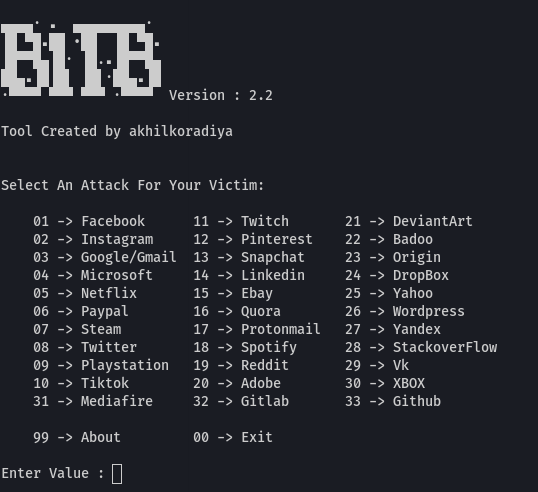 BiTB
Version : 2.2
Tool Created by akhilkoradiya
Select An Attack For Your Victim:
01 -> Facebook 11 -> Twitch 21 -> DeviantArt
02 -> Instagram 12 -> Pinterest 22 -> Badoo
03 -> Google/Gmail 13 -> Snapchat 23 -> Origin
04 -> Microsoft 14 -> Linkedin 24 -> DropBox
05 -> Netflix 15 -> Ebay 25 -> Yahoo
06 -> Paypal 16 -> Quora 26 -> Wordpress
07 -> Steam 17 -> Protonmail 27 -> Yandex
08 -> Twitter 18 -> Spotify 28 -> StackoverFlow
09 -> Playstation 19 -> Reddit 29 -> Vk
10 -> Tiktok 20 -> Adobe 30 -> XBOX
31 -> Mediafire 32 -> Gitlab 33 -> Github
99 -> About 00 -> Exit
Enter Value :